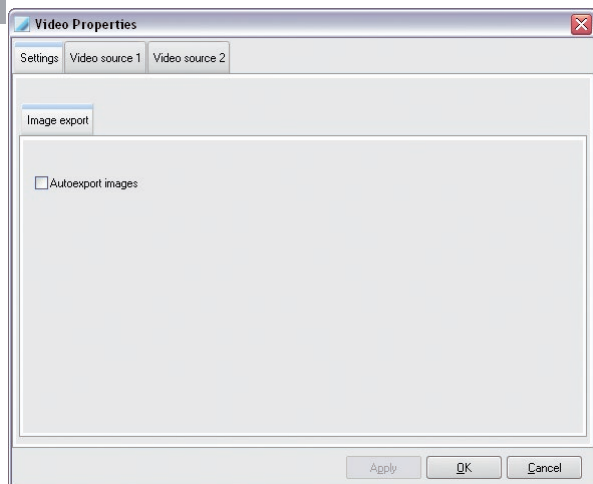 Video Properties
Settings Video source 1 Video source 2
Image export
Autoexport images
Apply OK Cancel